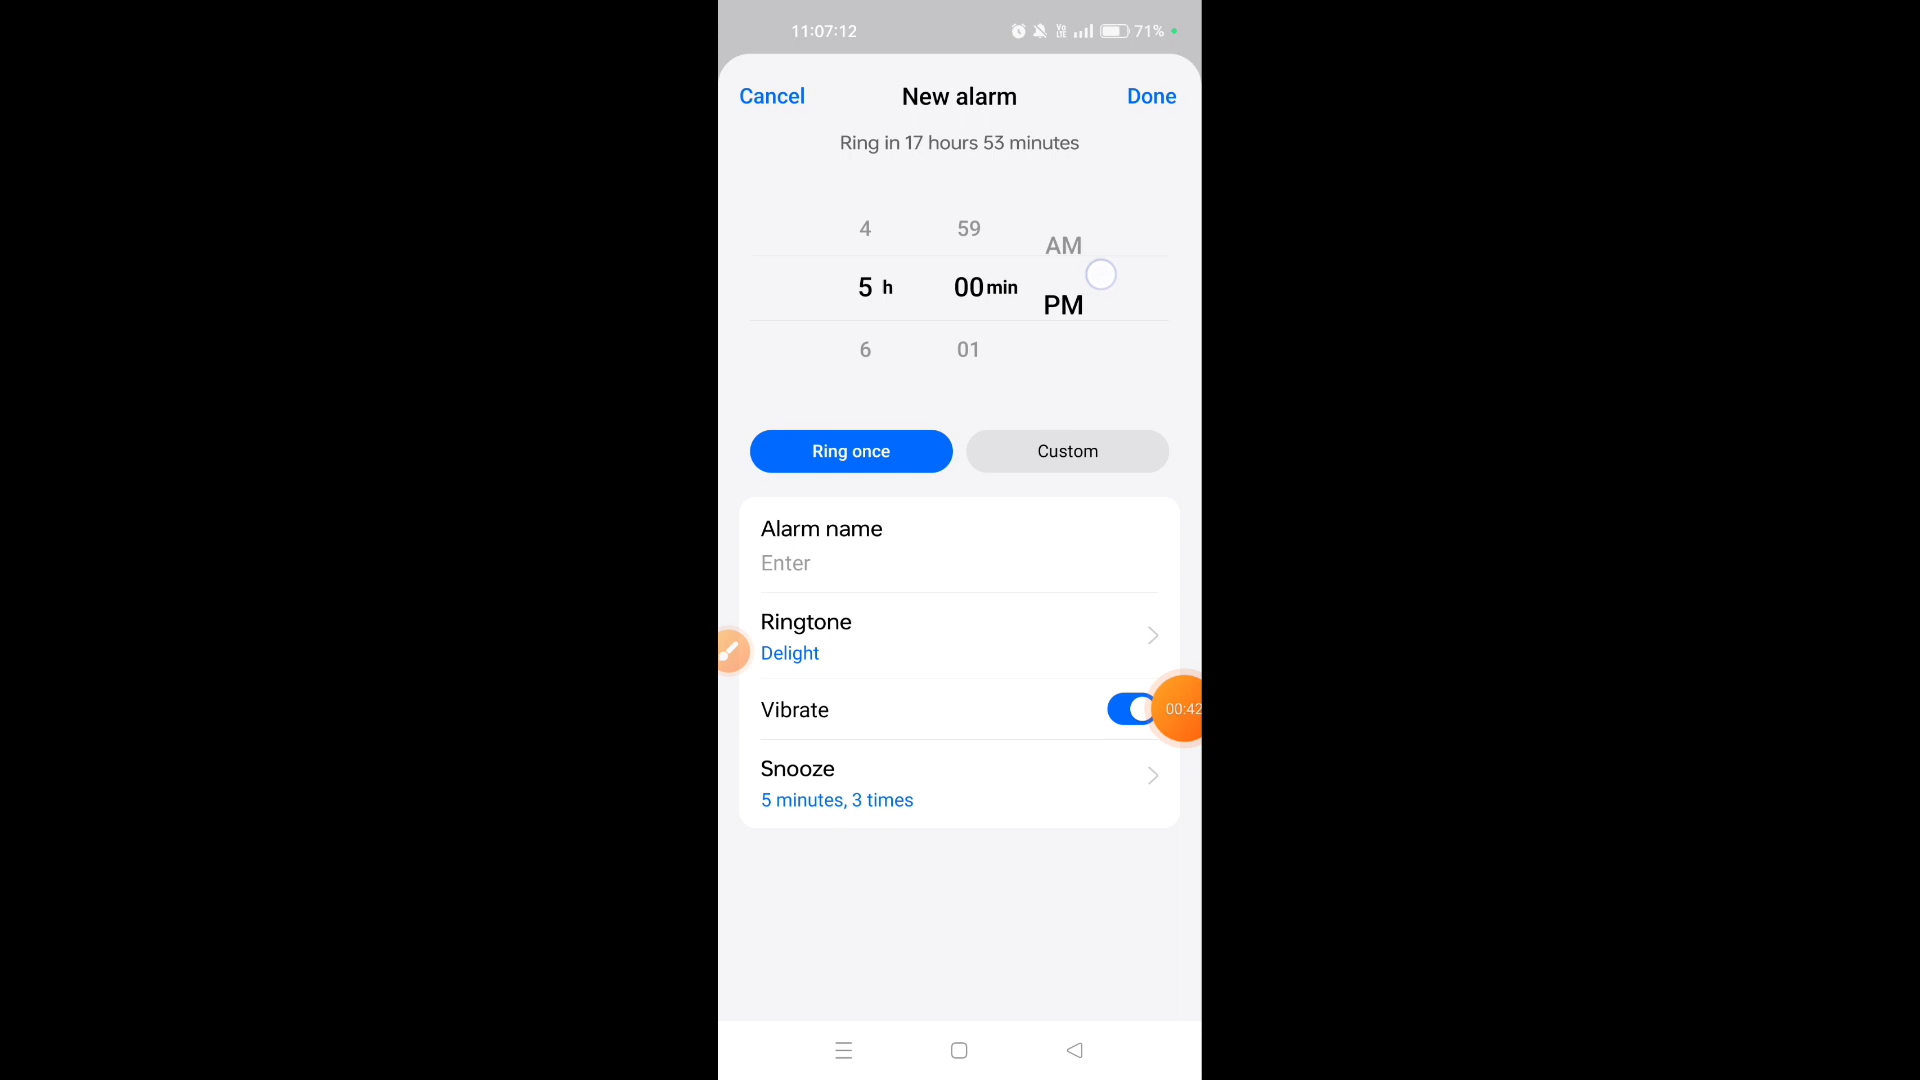 11:07:12 Vo LTE 71%
Cancel New alarm Done
Ring in 17 hours 53 minutes
4 59 AM
5 h 00 min PM
6 01
Ring once Custom
Alarm name
Enter
Ringtone
Delight
Vibrate
00:42
Snooze
5 minutes, 3 times